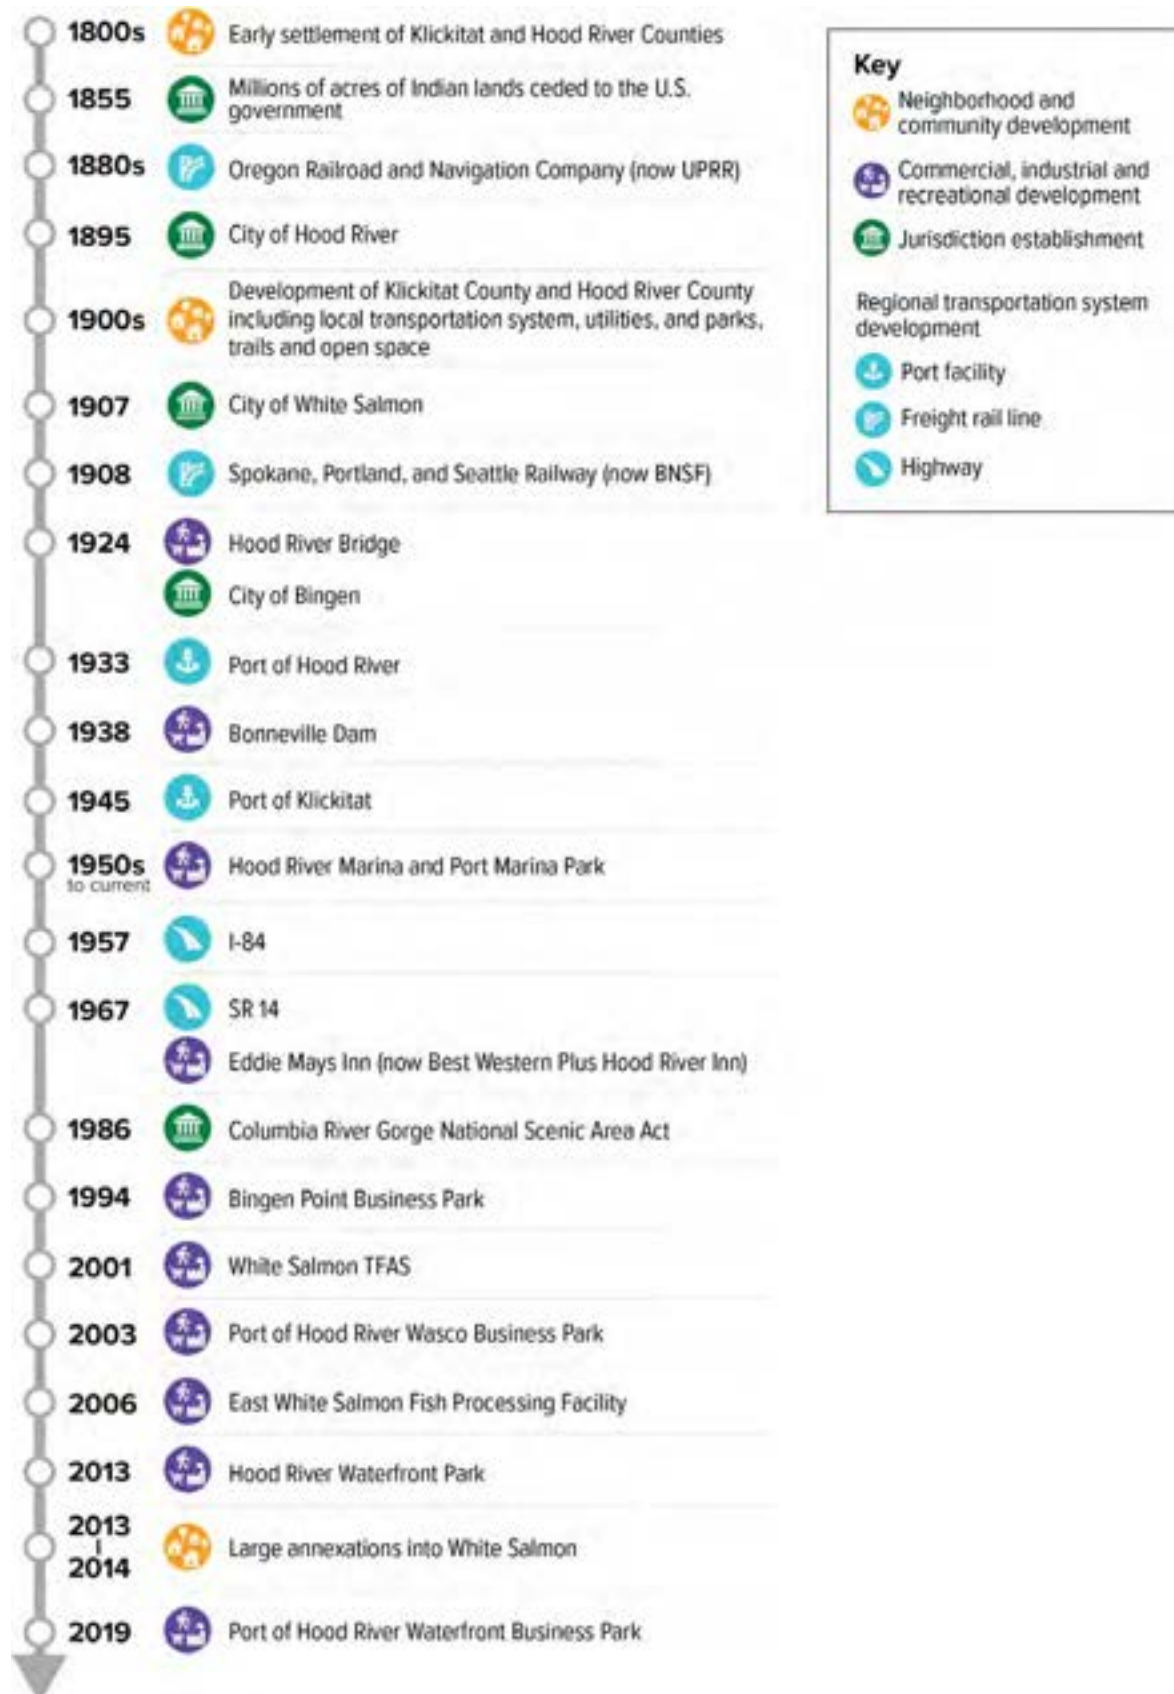 1800s Early settlement of Klickitat and Hood River Counties
1855 Millions of acres of Indian lands ceded to the U.S.
government
1880s Oregon Railroad and Navigation Company (now UPRR)
1895 City of Hood River
1900s Development of Klickitat County and Hood River County
including local transportation system, utilities, and parks,
trails and open space
1907 City of White Salmon
1908 Spokane, Portland, and Seattle Railway (now BNSF)
1924 Hood River Bridge
City of Bingen
1933 Port of Hood River
1938 Bonneville Dam
1945 Port of Klickitat
1950s Hood River Marina and Port Marina Park
to current
1957 I-84
1967 SR 14
Eddie Mays Inn (now Best Western Plus Hood River Inn)
1986 Columbia River Gorge National Scenic Area Act
1994 Bingen Point Business Park
2001 White Salmon TFAS
2003 Port of Hood River Wasco Business Park
2006 East White Salmon Fish Processing Facility
2013 Hood River Waterfront Park
2013
–
2014 Large annexations into White Salmon
2019 Port of Hood River Waterfront Business Park
Key
Neighborhood and
community development
Commercial, industrial and
recreational development
Jurisdiction establishment
Regional transportation system
development
Port facility
Freight rail line
Highway